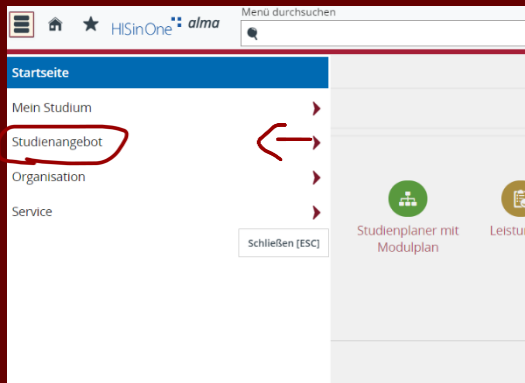 Menü durchsuchen
HISinOne alma
Startseite
Mein Studium
Studienangebot
Organisation
Service
Schließen [ESC]
Studienplaner mit
Modulplan
Leistu